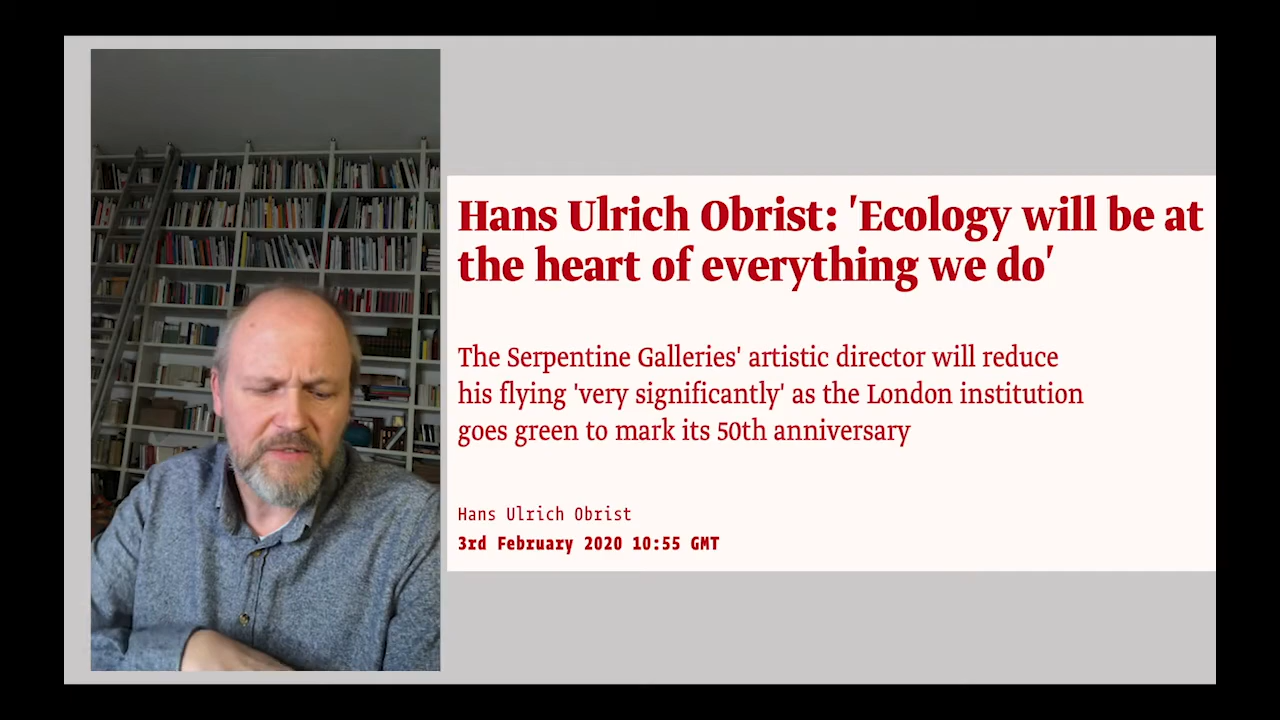 Hans Ulrich Obrist: 'Ecology will be at
the heart of everything we do'
The Serpentine Galleries' artistic director will reduce
his flying 'very significantly' as the London institution
goes green to mark its 50th anniversary
Hans Ulrich Obrist
3rd February 2020 10:55 GMT